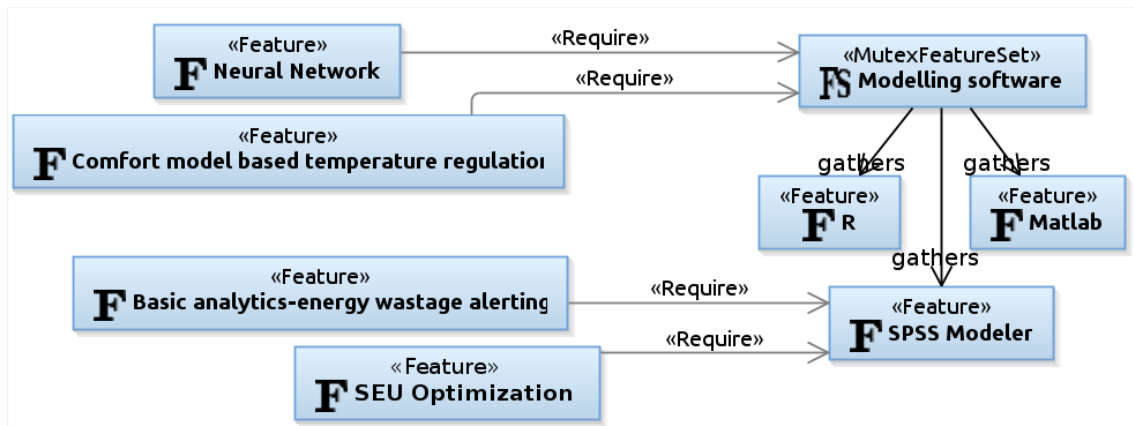 «Feature»
F Neural Network
«Require»
«MutexFeatureSet»
FS Modelling software
«Require»
«Feature»
F Comfort model based temperature regulation
gathers
gathers
«Feature»
F R
«Feature»
F Matlab
gathers
«Feature»
F Basic analytics-energy wastage alerting
«Require»
«Feature»
F SPSS Modeler
«Require»
«Feature»
F SEU Optimization